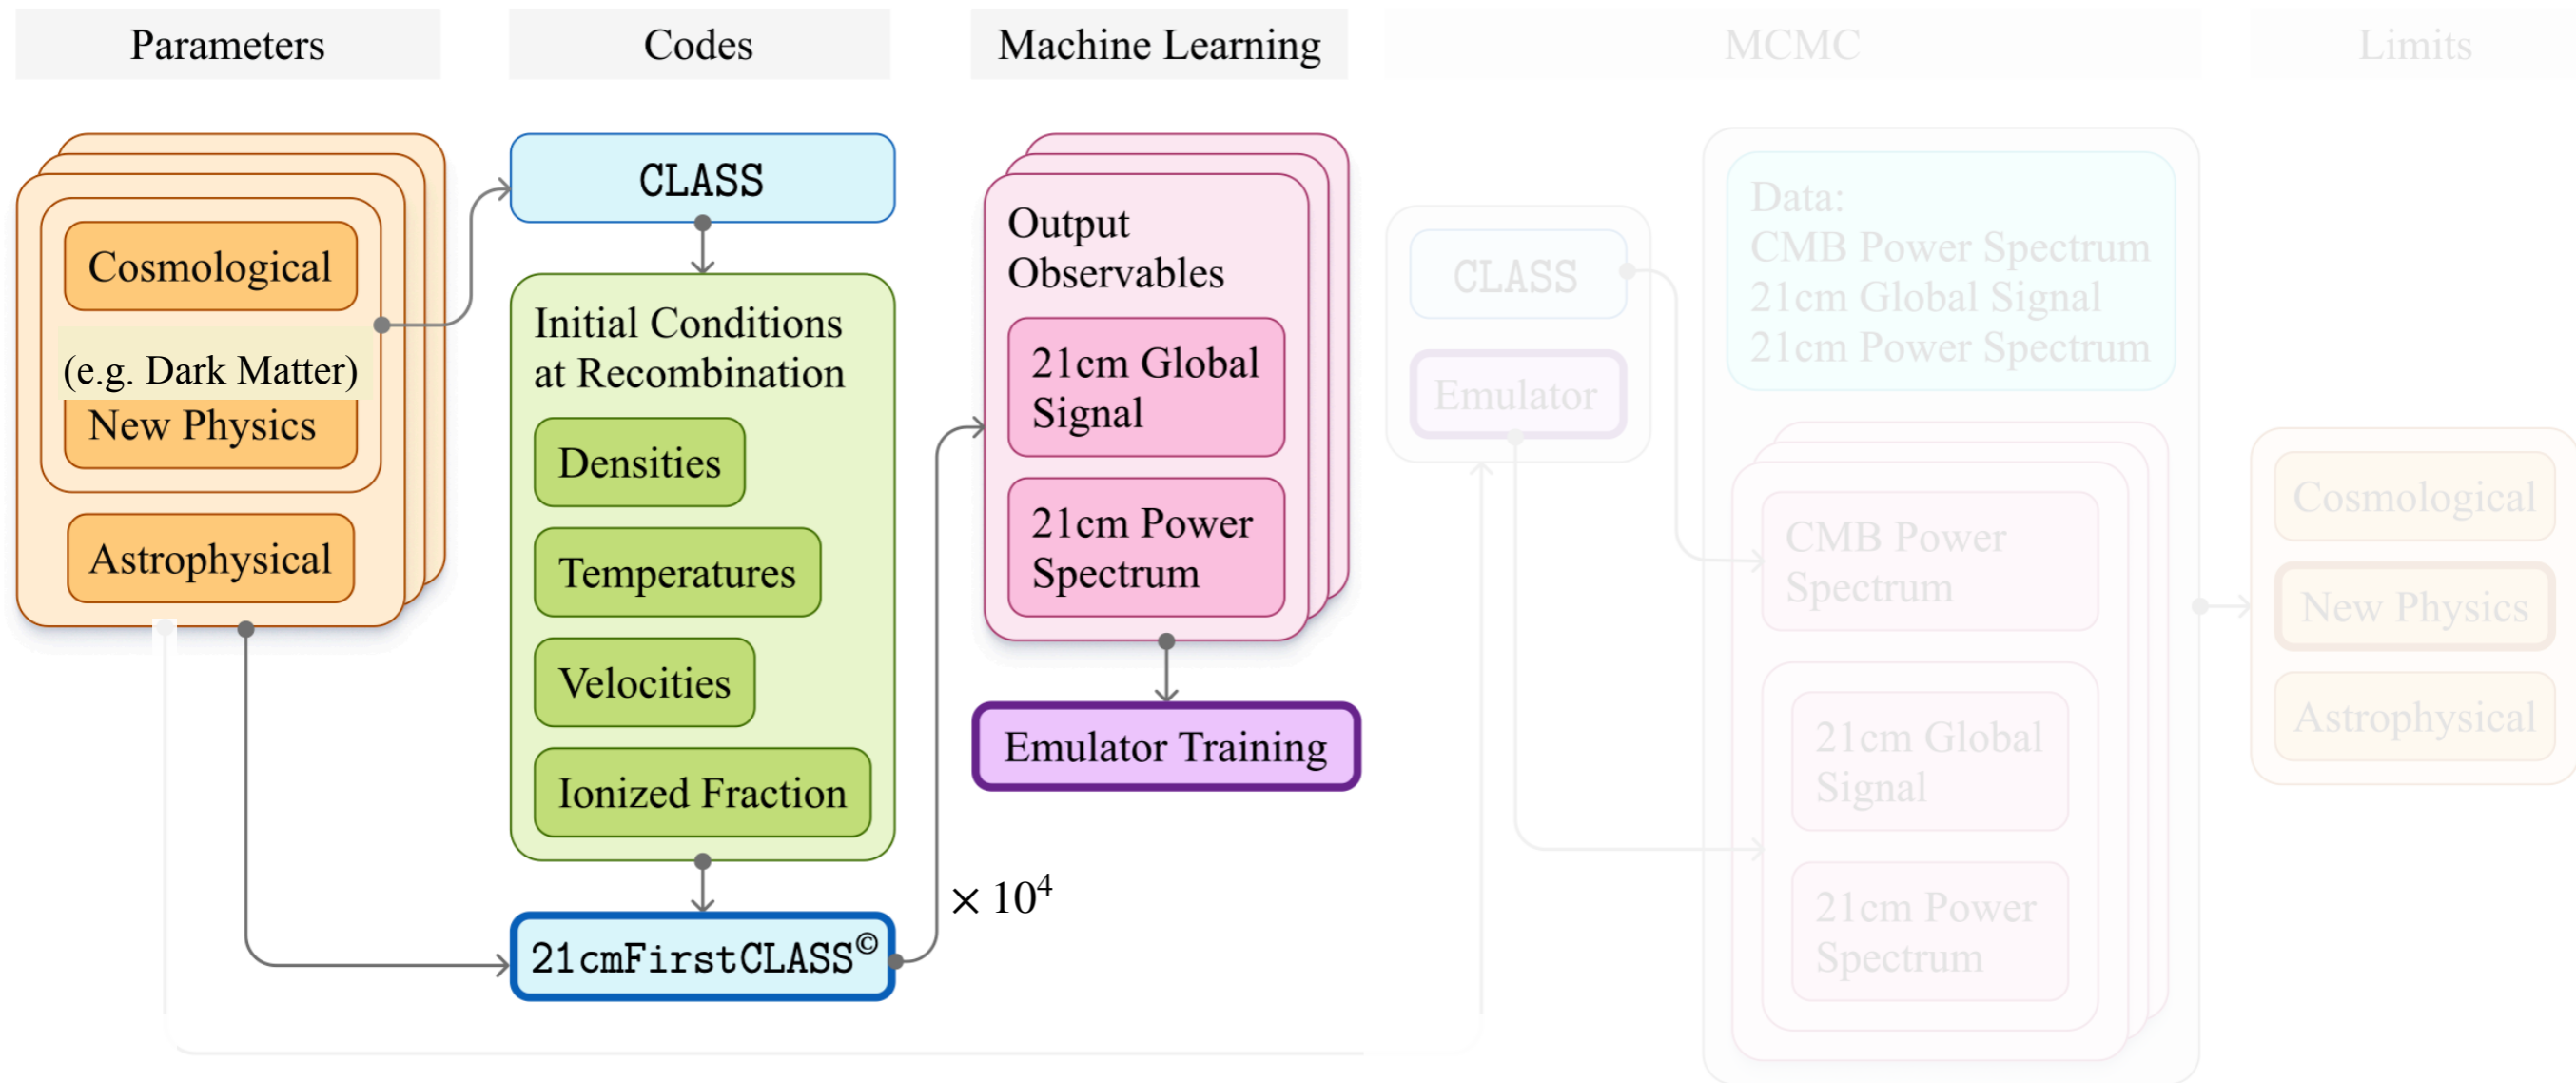 Parameters
Codes
Machine Learning
MCMC
Limits
Cosmological
(e.g. Dark Matter)
New Physics
Astrophysical
CLASS
Initial Conditions
at Recombination
Densities
Temperatures
Velocities
Ionized Fraction
21cmFirstCLASS©
× 10⁴
Output
Observables
21cm Global
Signal
21cm Power
Spectrum
Emulator Training
CLASS
Emulator
Data:
CMB Power Spectrum
21cm Global Signal
21cm Power Spectrum
CMB Power
Spectrum
21cm Global
Signal
21cm Power
Spectrum
Cosmological
New Physics
Astrophysical